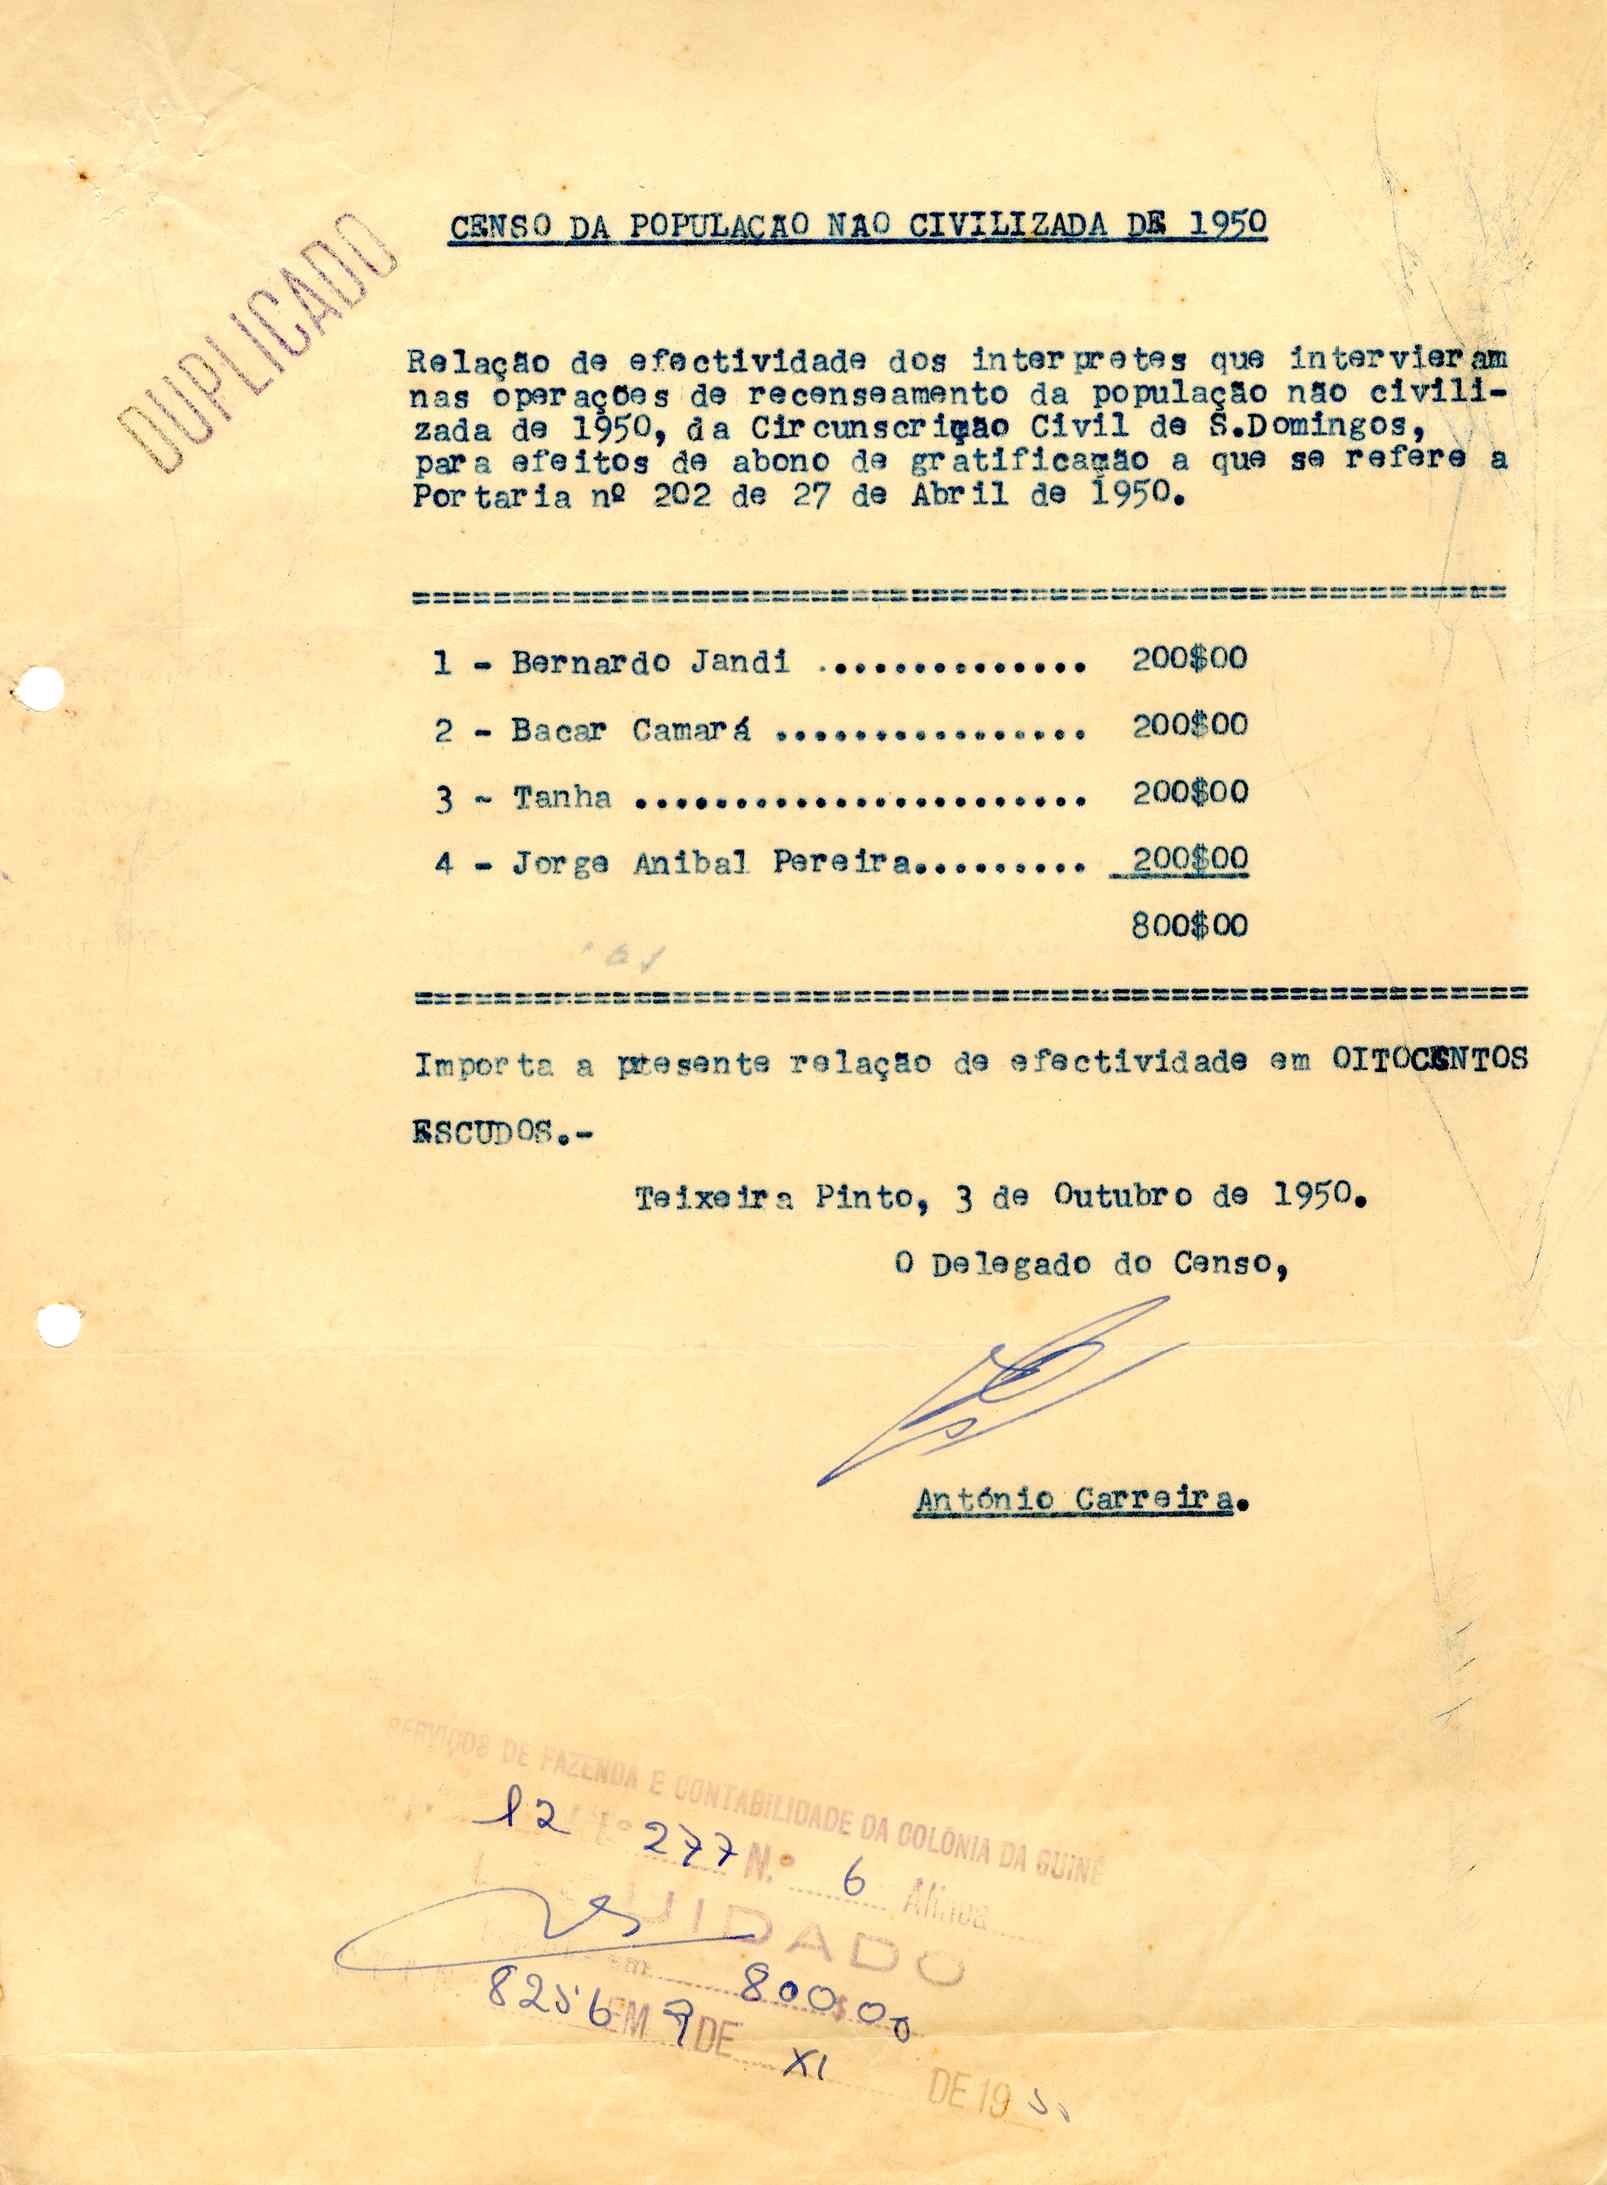 DUPLICADO
CENSO DA POPULAÇAO NAO CIVILIZADA DE 1950
Relação de efectividade dos interpretes que intervieram
nas operações de recenseamento da população não civili-
zada de 1950, da Circunscrição Civil de S.Domingos,
para efeitos de abono de gratificação a que se refere a
Portaria nº 202 de 27 de Abril de 1950.
=======================================================
1 - Bernardo Jandi .............. 200$00
2 - Bacar Camará ................ 200$00
3 - Tanha ....................... 200$00
4 - Jorge Anibal Pereira......... 200$00
800$00
========================================================
Importa a presente relação de efectividade em OITOCENTOS
ESCUDOS.-
Teixeira Pinto, 3 de Outubro de 1950.
O Delegado do Censo,
António Carreira.
SERVIÇOS DE FAZENDA E CONTABILIDADE DA COLÓNIA DA GUINÉ
12 277 N.º 6 Alínea
LIQUIDADO
800$00
8256 EM 9 DE XI DE 195